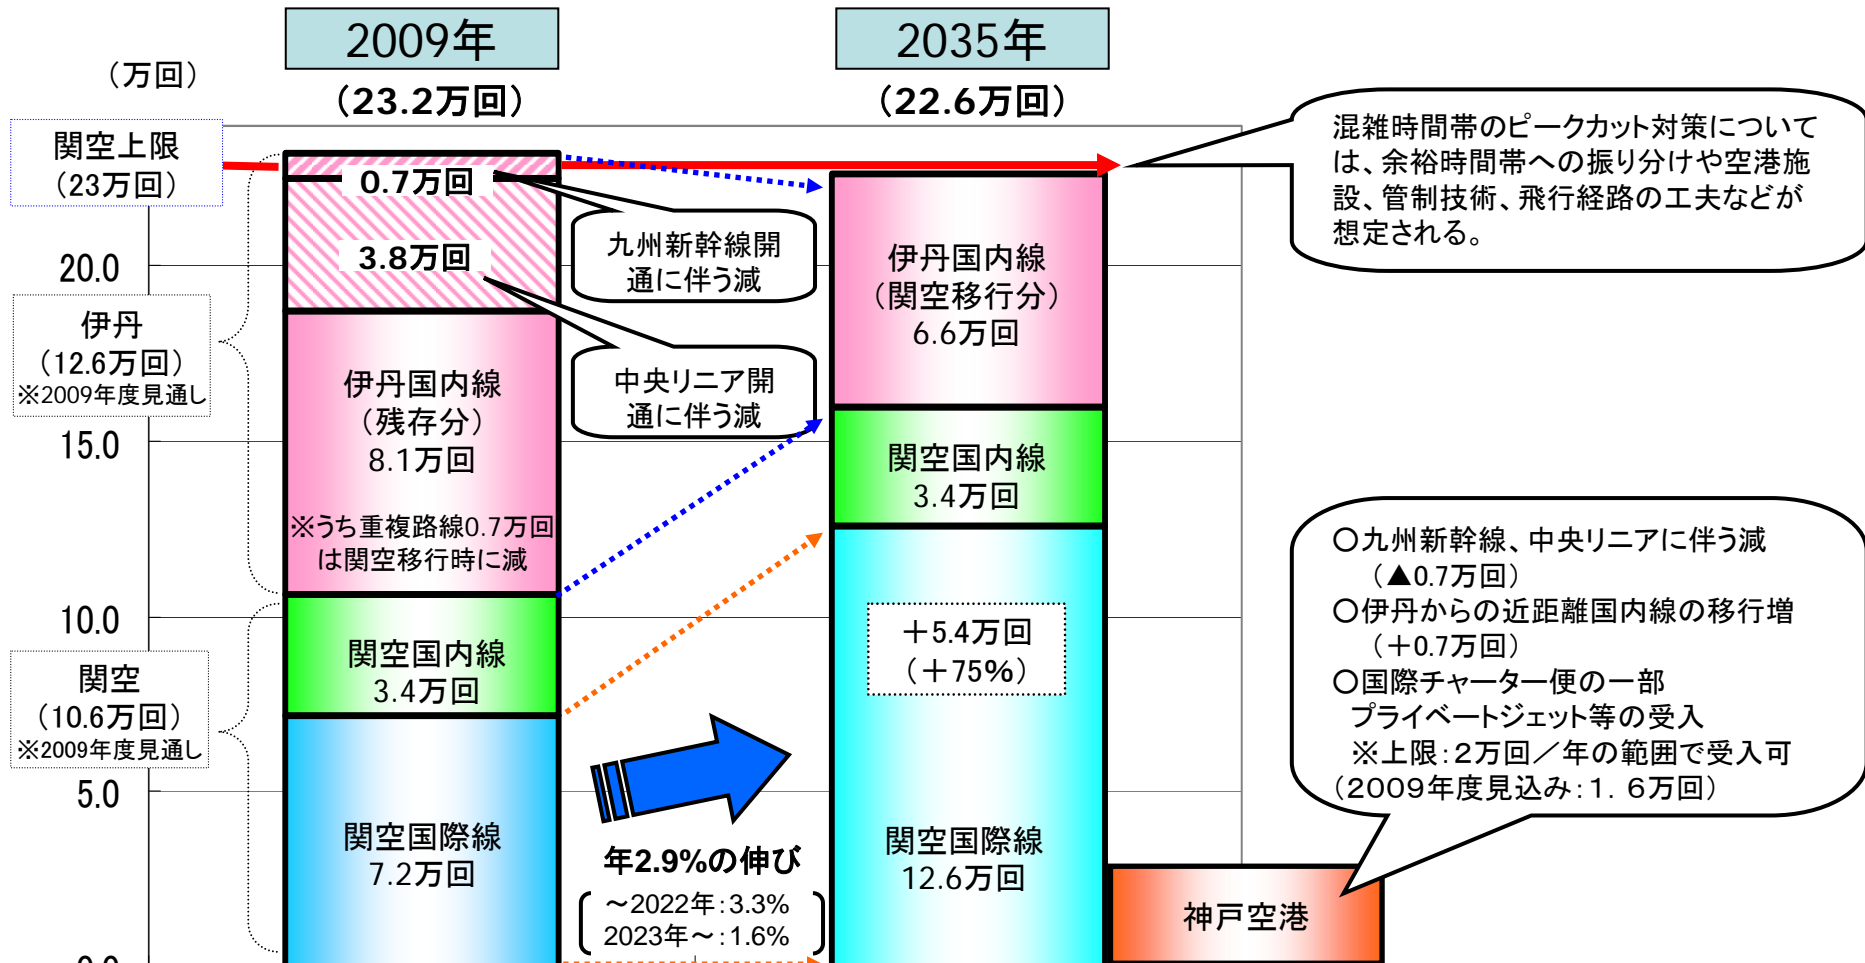 2009年
2035年
（万回）
（23.2万回）
（22.6万回）
関空上限
（23万回）
0.7万回
3.8万回
九州新幹線開
通に伴う減
中央リニア開
通に伴う減
混雑時間帯のピークカット対策について
は、余裕時間帯への振り分けや空港施
設、管制技術、飛行経路の工夫などが
想定される。
20.0
15.0
10.0
5.0
0.0
伊丹
（12.6万回）
※2009年度見通し
関空
（10.6万回）
※2009年度見通し
伊丹国内線
（残存分）
8.1万回
※うち重複路線0.7万回
は関空移行時に減
関空国内線
3.4万回
関空国際線
7.2万回
年2.9%の伸び
～2022年：3.3%
2023年～：1.6%
伊丹国内線
（関空移行分）
6.6万回
関空国内線
3.4万回
＋5.4万回
（＋75%）
関空国際線
12.6万回
○九州新幹線、中央リニアに伴う減
（▲0.7万回）
○伊丹からの近距離国内線の移行増
（＋0.7万回）
○国際チャーター便の一部
プライベートジェット等の受入
※上限：２万回／年の範囲で受入可
（2009年度見込み：１．６万回）
神戸空港